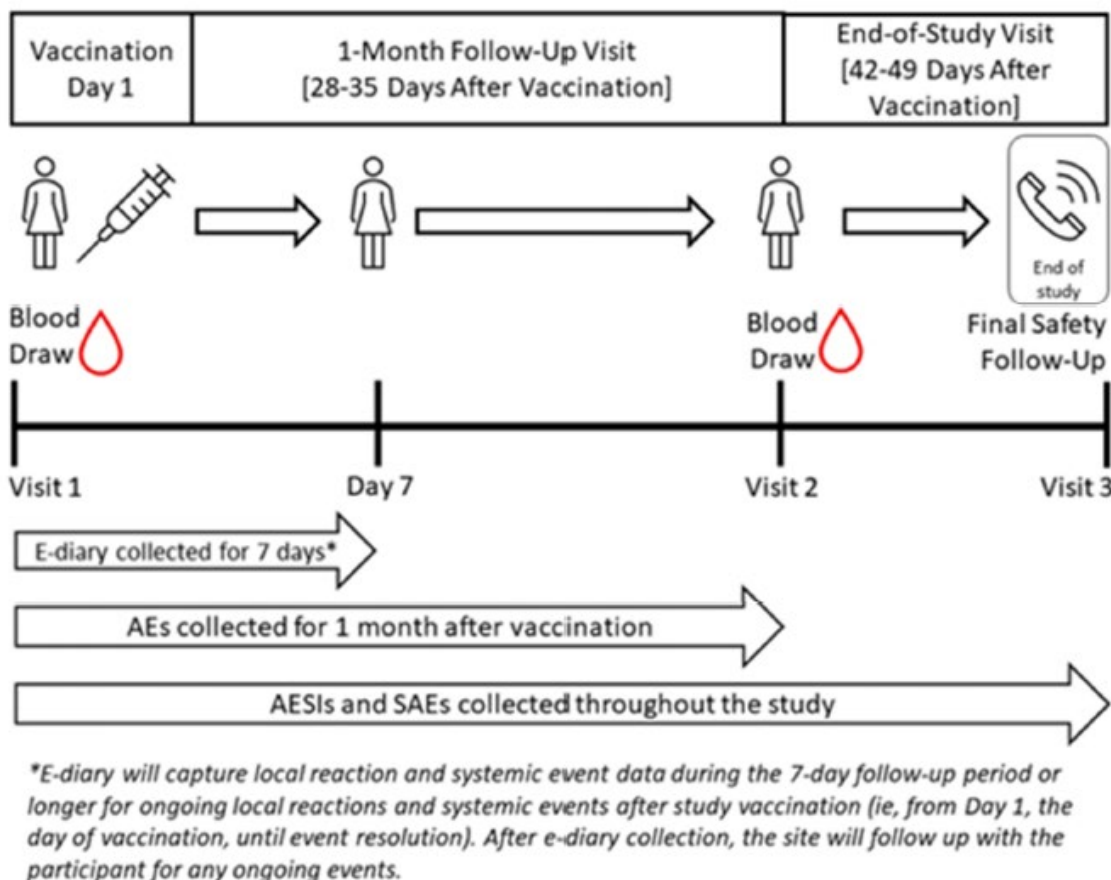 Vaccination
Day 1
1-Month Follow-Up Visit
[28-35 Days After Vaccination]
End-of-Study Visit
[42-49 Days After
Vaccination]
End of
study
Blood
Draw
Blood
Draw
Final Safety
Follow-Up
Visit 1
Day 7
Visit 2
Visit 3
E-diary collected for 7 days*
AEs collected for 1 month after vaccination
AESIs and SAEs collected throughout the study
*E-diary will capture local reaction and systemic event data during the 7-day follow-up period or
longer for ongoing local reactions and systemic events after study vaccination (ie, from Day 1, the
day of vaccination, until event resolution). After e-diary collection, the site will follow up with the
participant for any ongoing events.